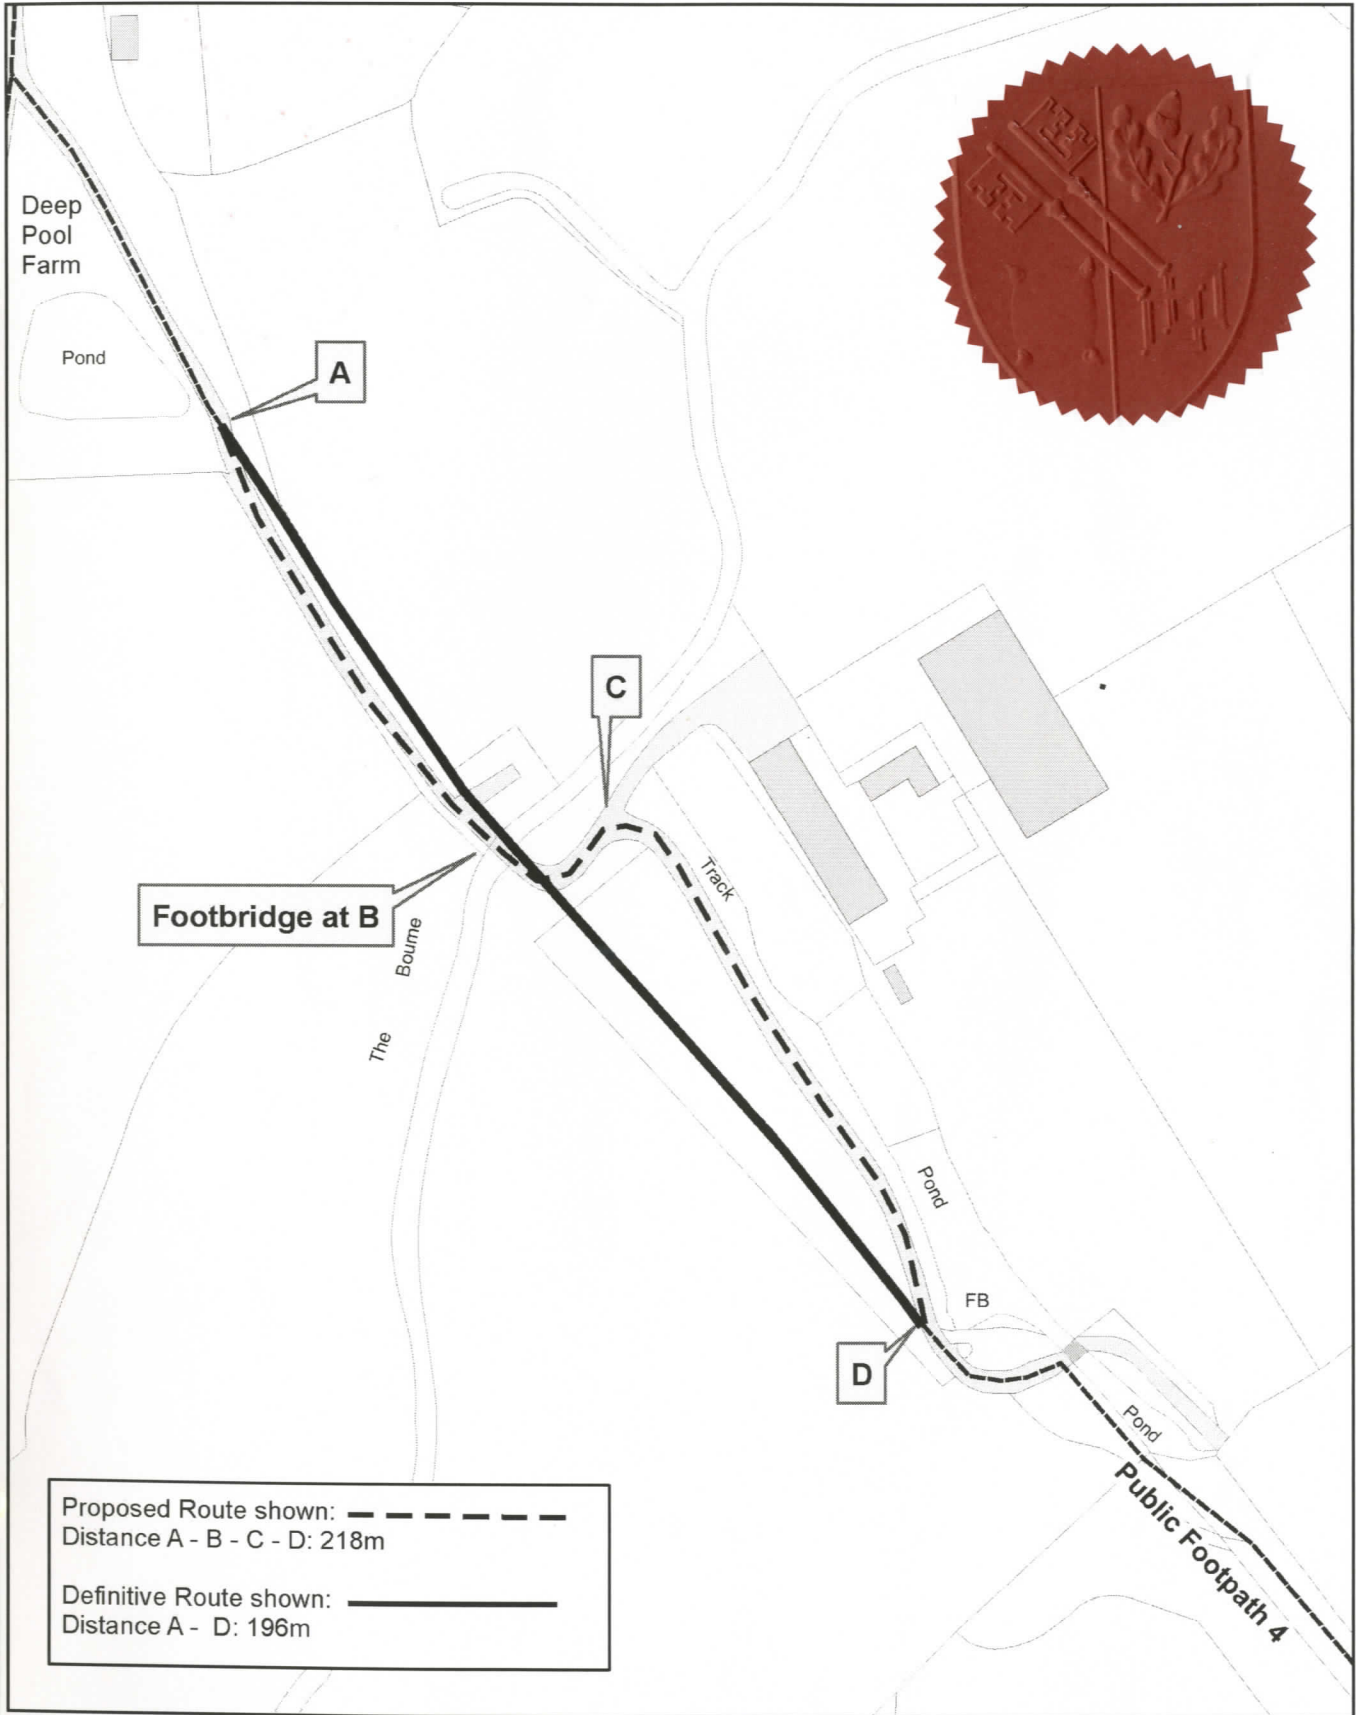 Deep
Pool
Farm
Pond
A
C
Track
Footbridge at B
The Bourne
Pond
FB
D
Pond
Public Footpath 4
Proposed Route shown:
Distance A - B - C - D: 218m
Definitive Route shown:
Distance A - D: 196m